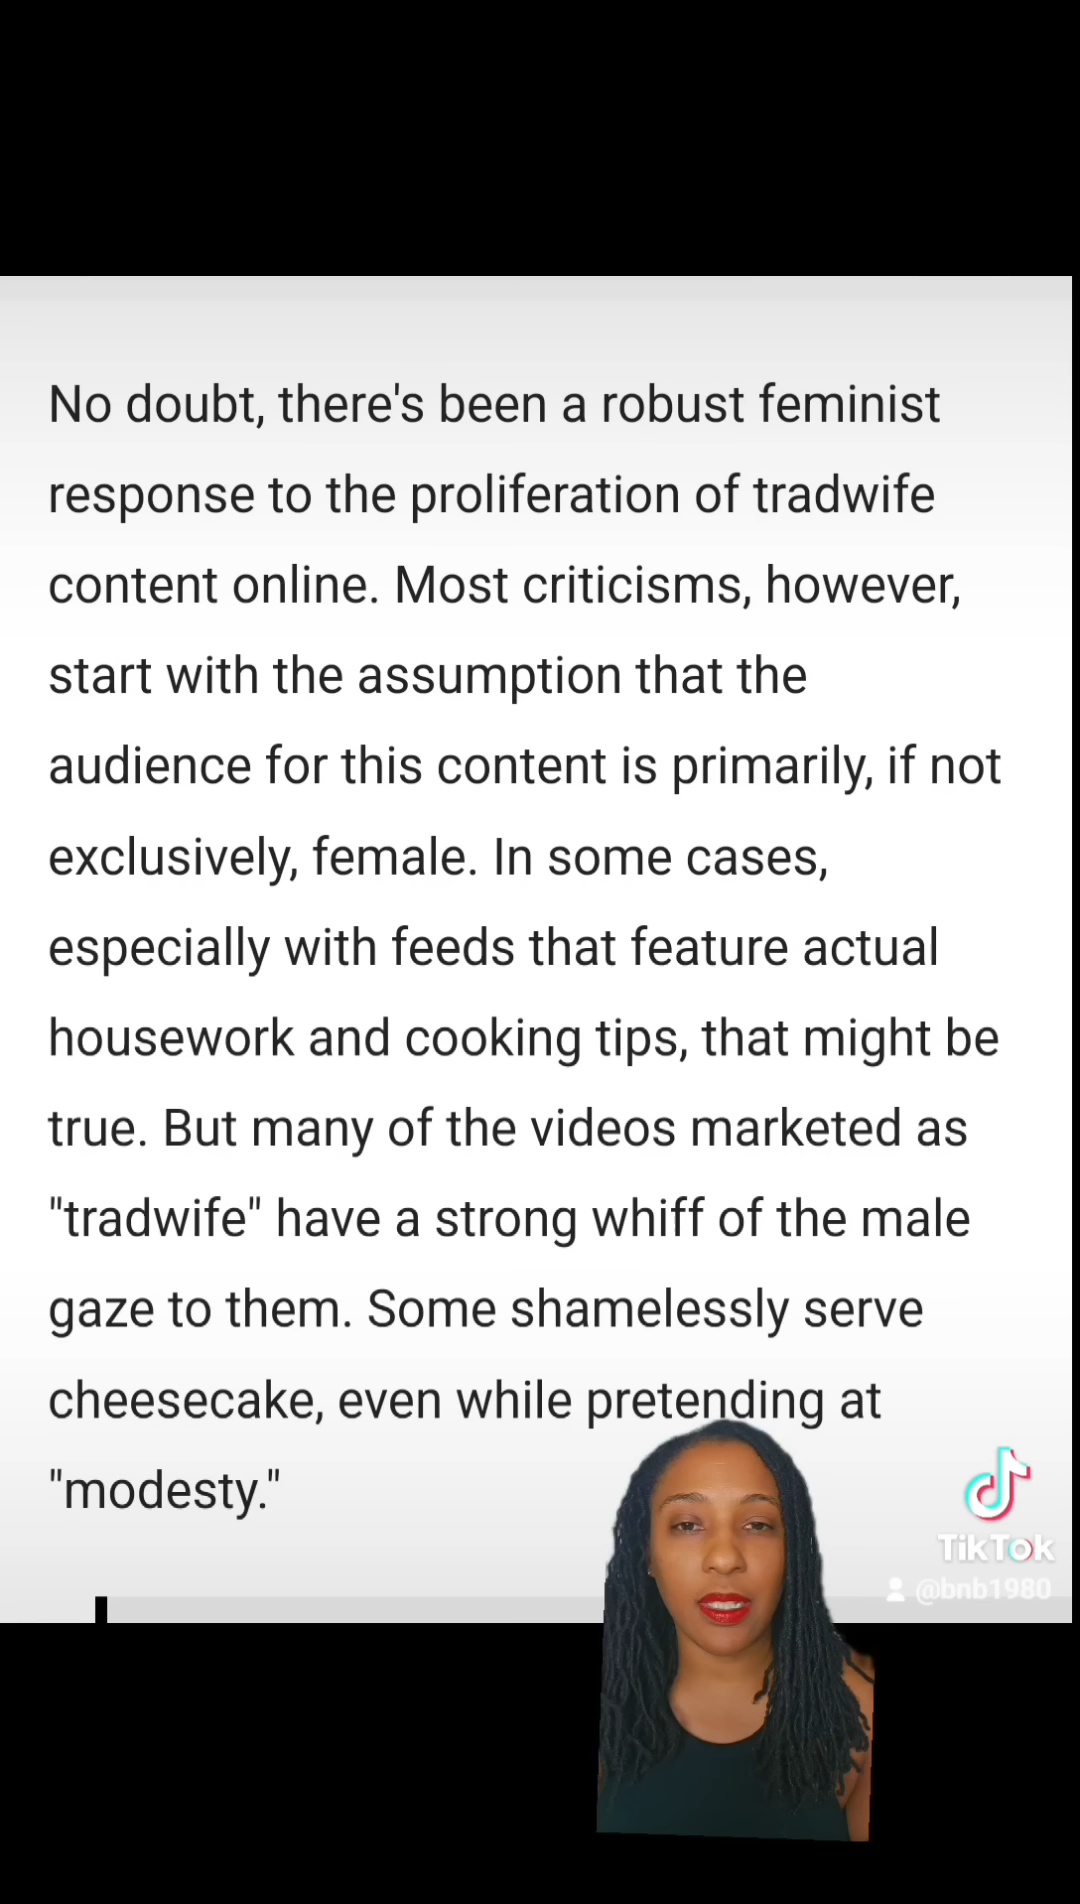 No doubt, there's been a robust feminist
response to the proliferation of tradwife
content online. Most criticisms, however,
start with the assumption that the
audience for this content is primarily, if not
exclusively, female. In some cases,
especially with feeds that feature actual
housework and cooking tips, that might be
true. But many of the videos marketed as
"tradwife" have a strong whiff of the male
gaze to them. Some shamelessly serve
cheesecake, even while pretending at
"modesty."
TikTok
@bnb1980